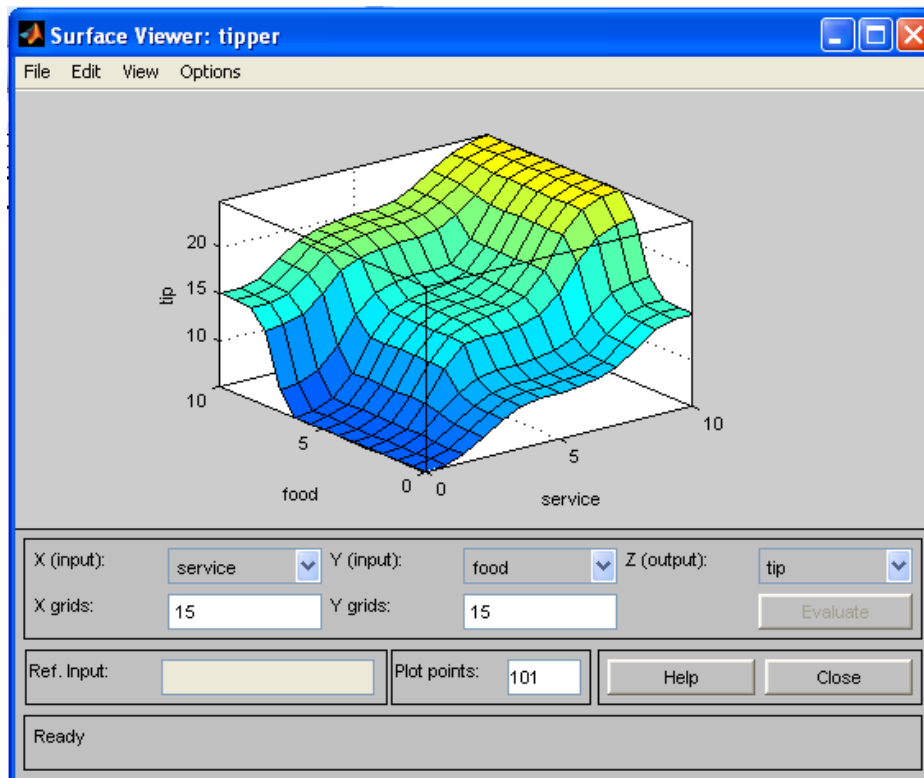 Surface Viewer: tipper
File Edit View Options
20
15
10
tip
10
5
0
food
0
5
10
service
X (input): service Y (input): food Z (output): tip
X grids: 15 Y grids: 15 Evaluate
Ref. Input: Plot points: 101 Help Close
Ready